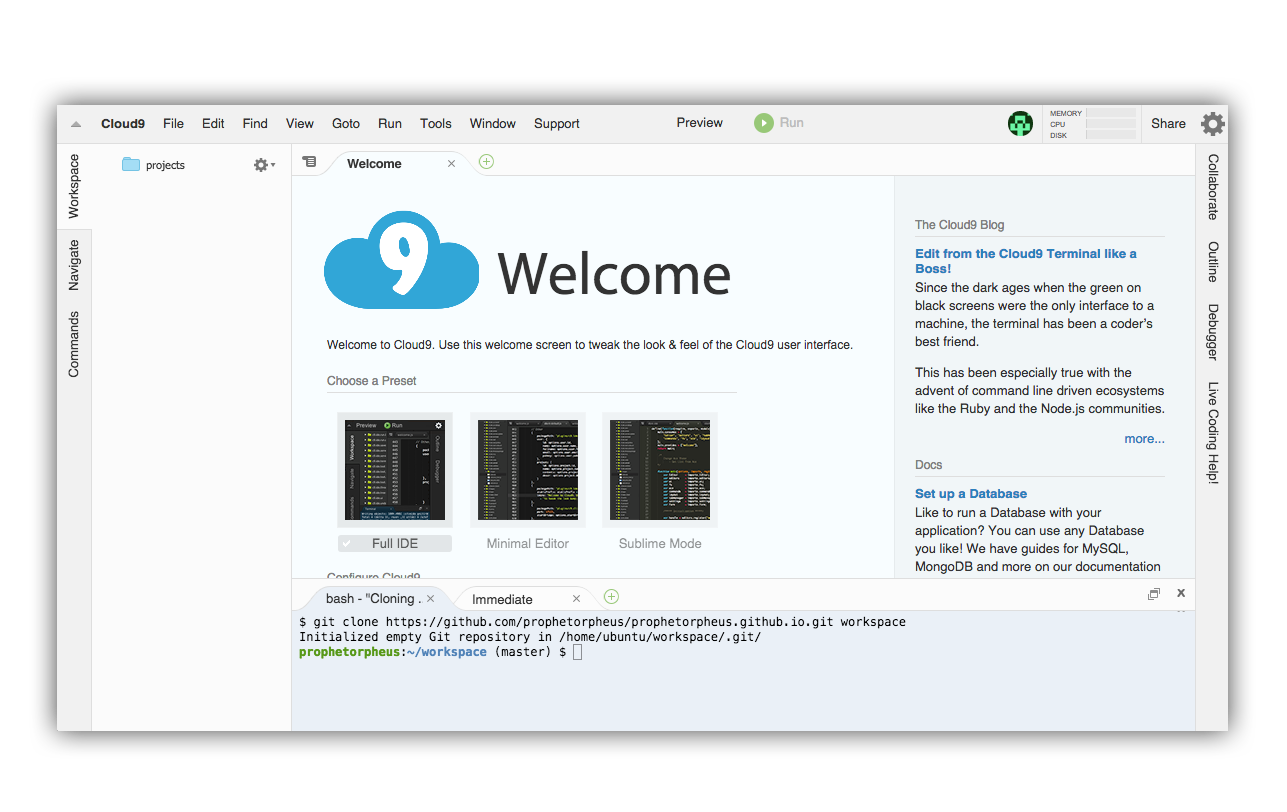 Cloud9 File Edit Find View Goto Run Tools Window Support Preview Run MEMORY CPU DISK Share
Workspace
Navigate
Commands
projects
Welcome
9 Welcome
Welcome to Cloud9. Use this welcome screen to tweak the look & feel of the Cloud9 user interface.
Choose a Preset
Preview Run
Workspace
Navigate
Outline
Debugger
Full IDE Minimal Editor Sublime Mode
Configure Cloud9
The Cloud9 Blog
Edit from the Cloud9 Terminal like a
Boss!
Since the dark ages when the green on
black screens were the only interface to a
machine, the terminal has been a coder's
best friend.
This has been especially true with the
advent of command line driven ecosystems
like the Ruby and the Node.js communities.
more...
Docs
Set up a Database
Like to run a Database with your
application? You can use any Database
you like! We have guides for MySQL,
MongoDB and more on our documentation
Collaborate
Outline
Debugger
Live Coding Help!
bash - "Cloning . Immediate
$ git clone https://github.com/prophetorpheus/prophetorpheus.github.io.git workspace
Initialized empty Git repository in /home/ubuntu/workspace/.git/
prophetorpheus:~/workspace (master) $